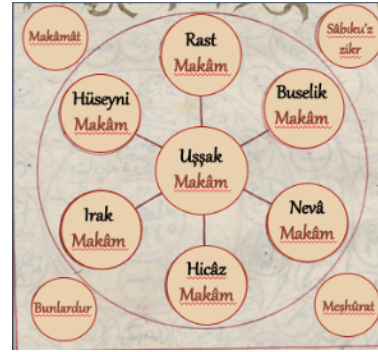 Makâmât
Rast
Makâm
Sâbıku'z
zikr
Hüseyni
Makâm
Buselik
Makâm
Uşşak
Makâm
Irak
Makâm
Nevâ
Makâm
Hicâz
Makâm
Bunlardur
Meşhûrat